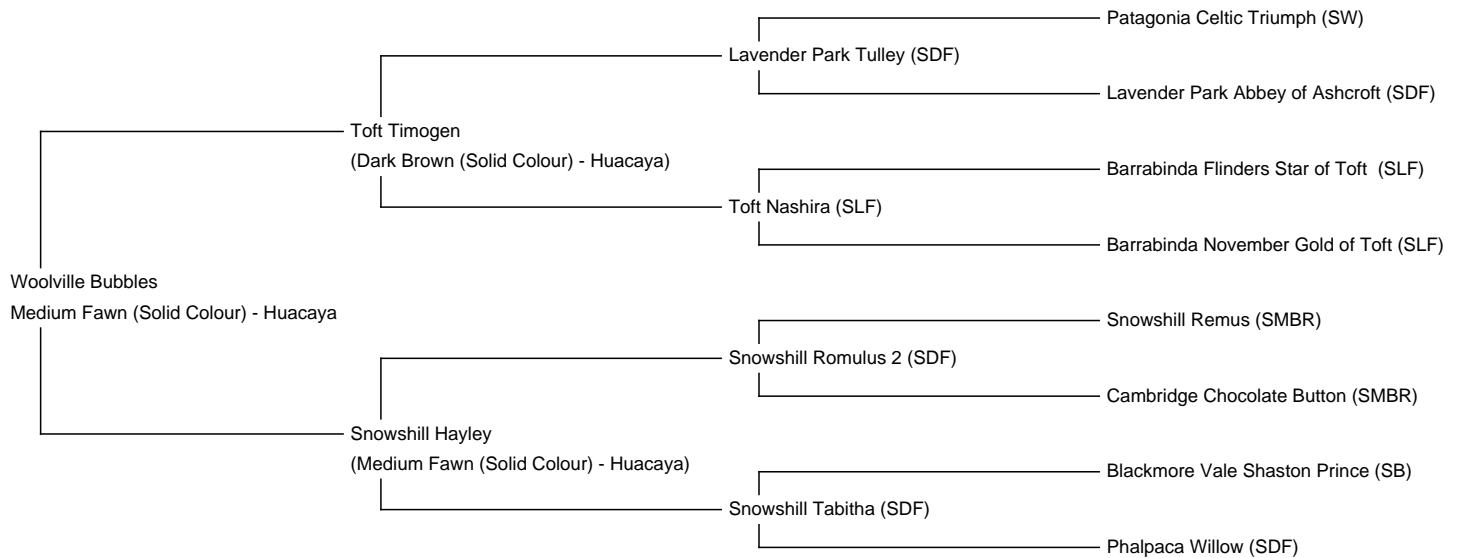 Patagonia Celtic Triumph (SW)
Lavender Park Tulley (SDF)
Lavender Park Abbey of Ashcroft (SDF)
Toft Timogen
(Dark Brown (Solid Colour) - Huacaya)
Barrabinda Flinders Star of Toft  (SLF)
Toft Nashira (SLF)
Barrabinda November Gold of Toft (SLF)
Woolville Bubbles
Medium Fawn (Solid Colour) - Huacaya
Snowshill Remus (SMBR)
Snowshill Romulus 2 (SDF)
Cambridge Chocolate Button (SMBR)
Snowshill Hayley
(Medium Fawn (Solid Colour) - Huacaya)
Blackmore Vale Shaston Prince (SB)
Snowshill Tabitha (SDF)
Phalpaca Willow (SDF)